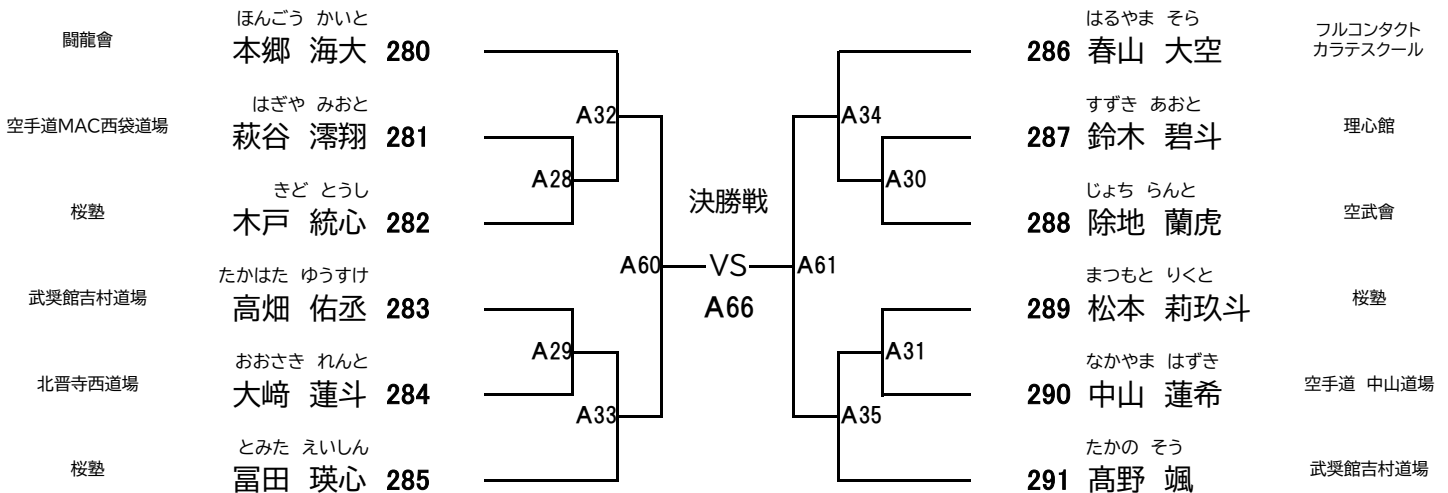 闘龍會
ほんごう かいと
本郷 海大 280
空手道MAC西袋道場
はぎや みおと
萩谷 澪翔 281
桜塾
きど とうし
木戸 統心 282
武奨館吉村道場
たかはた ゆうすけ
高畑 佑丞 283
北晋寺西道場
おおさき れんと
大﨑 蓮斗 284
桜塾
とみた えいしん
冨田 瑛心 285
A32
A28
A60
A29
A33
決勝戦
VS
A66
A34
A30
A61
A31
A35
はるやま そら
286 春山 大空
フルコンタクト
カラテスクール
すずき あおと
287 鈴木 碧斗
理心館
じょち らんと
288 除地 蘭虎
空武會
まつもと りくと
289 松本 莉玖斗
桜塾
なかやま はずき
290 中山 蓮希
空手道 中山道場
たかの そう
291 髙野 颯
武奨館吉村道場